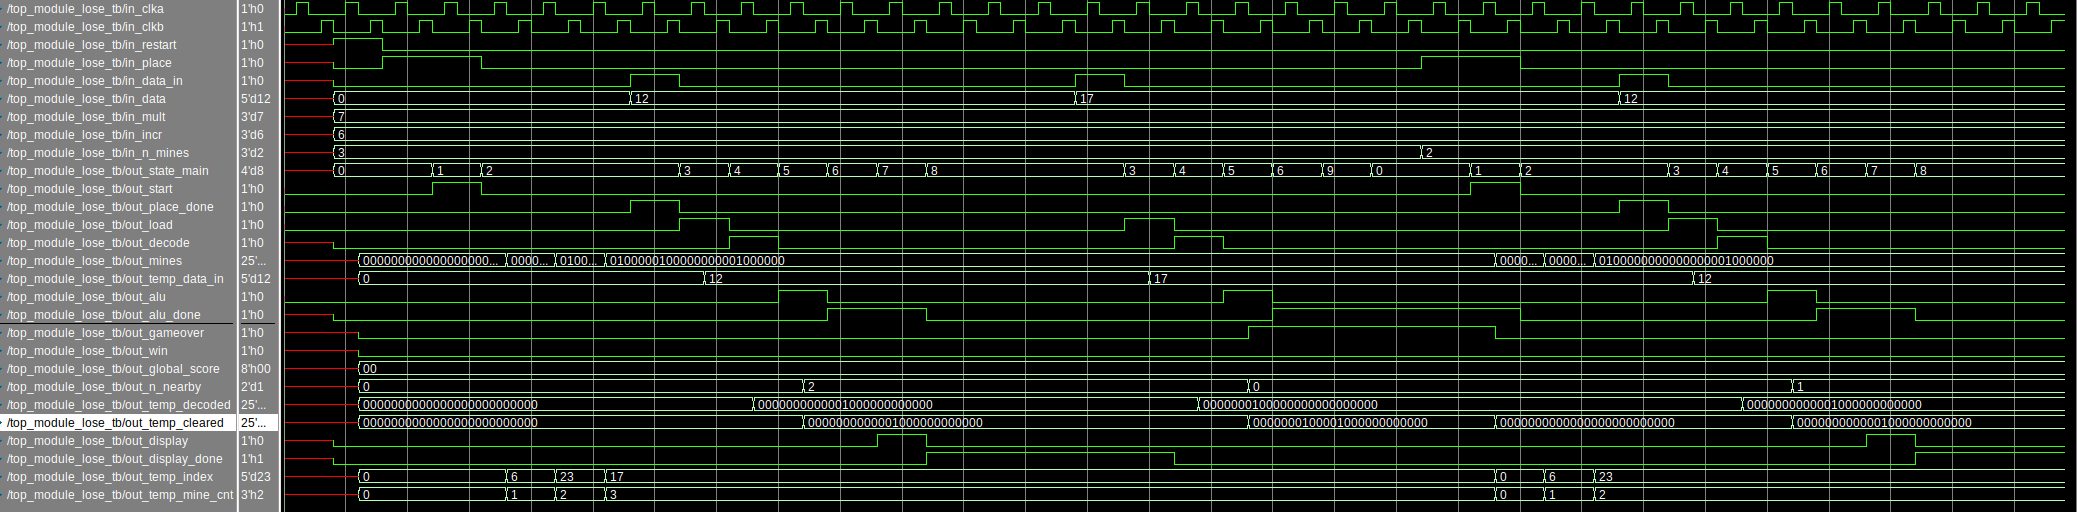 /top_module_lose_tb/in_clka 1'h0
/top_module_lose_tb/in_clkb 1'h1
/top_module_lose_tb/in_restart 1'h0
/top_module_lose_tb/in_place 1'h0
/top_module_lose_tb/in_data_in 1'h0
/top_module_lose_tb/in_data 5'd12 0 12 17 12
/top_module_lose_tb/in_mult 3'd7 7
/top_module_lose_tb/in_incr 3'd6 6
/top_module_lose_tb/in_n_mines 3'd2 3 2
/top_module_lose_tb/out_state_main 4'd8 0 1 2 3 4 5 6 7 8 3 4 5 6 9 0 1 2 3 4 5 6 7 8
/top_module_lose_tb/out_start 1'h0
/top_module_lose_tb/out_place_done 1'h0
/top_module_lose_tb/out_load 1'h0
/top_module_lose_tb/out_decode 1'h0
/top_module_lose_tb/out_mines 25'... 000000000000000000... 0000... 0100... 0100000100000000001000000 0000... 0000... 0100000000000000001000000
/top_module_lose_tb/out_temp_data_in 5'd12 0 12 17 12
/top_module_lose_tb/out_alu 1'h0
/top_module_lose_tb/out_alu_done 1'h0
/top_module_lose_tb/out_gameover 1'h0
/top_module_lose_tb/out_win 1'h0
/top_module_lose_tb/out_global_score 8'h00 00
/top_module_lose_tb/out_n_nearby 2'd1 0 2 0 1
/top_module_lose_tb/out_temp_decoded 25'... 0000000000000000000000000 0000000000001000000000000 0000000100000000000000000 0000000000001000000000000
/top_module_lose_tb/out_temp_cleared 25'... 0000000000000000000000000 0000000000001000000000000 0000000100001000000000000 0000000000000000000000000 0000000000001000000000000
/top_module_lose_tb/out_display 1'h0
/top_module_lose_tb/out_display_done 1'h1
/top_module_lose_tb/out_temp_index 5'd23 0 6 23 17 0 6 23
/top_module_lose_tb/out_temp_mine_cnt 3'h2 0 1 2 3 0 1 2